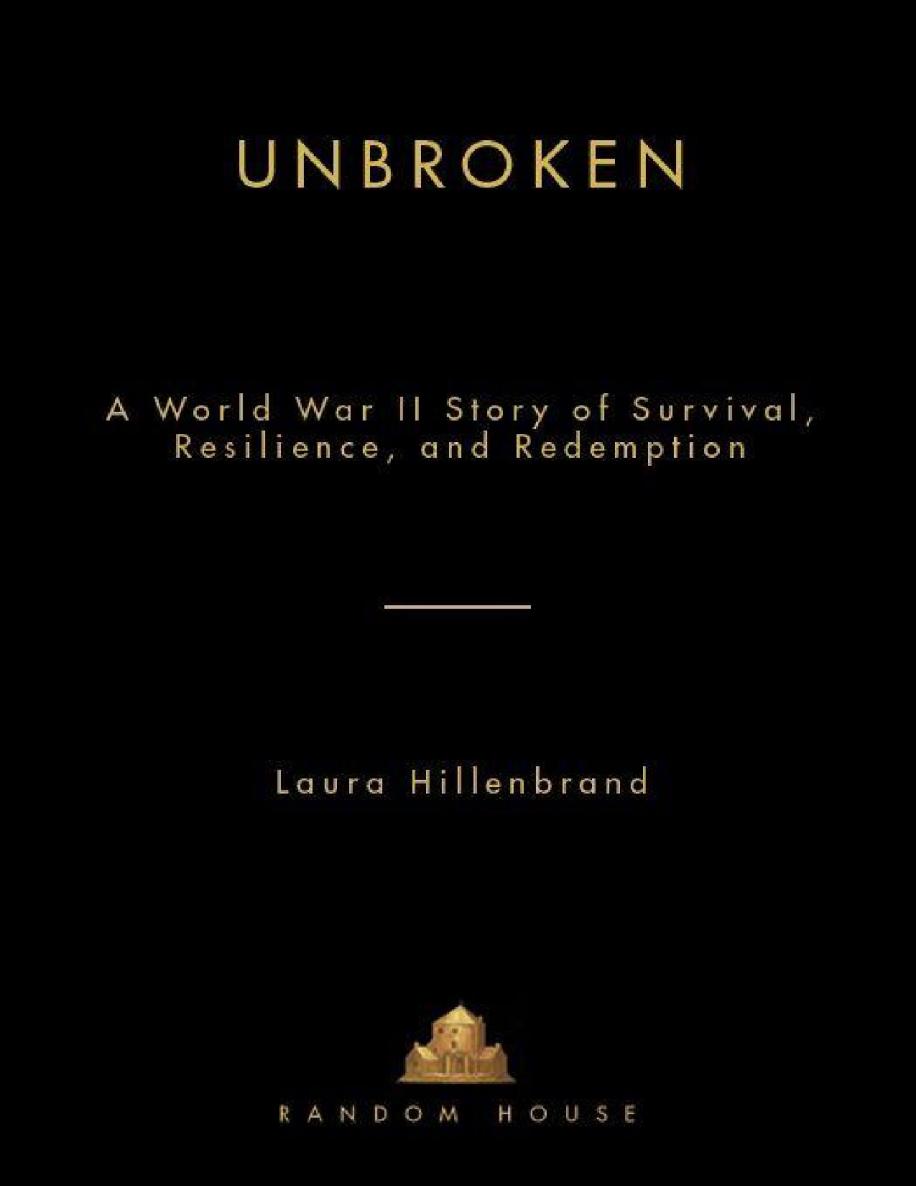 UNBROKEN
A World War II Story of Survival,
Resilience, and Redemption
Laura Hillenbrand
RANDOM HOUSE